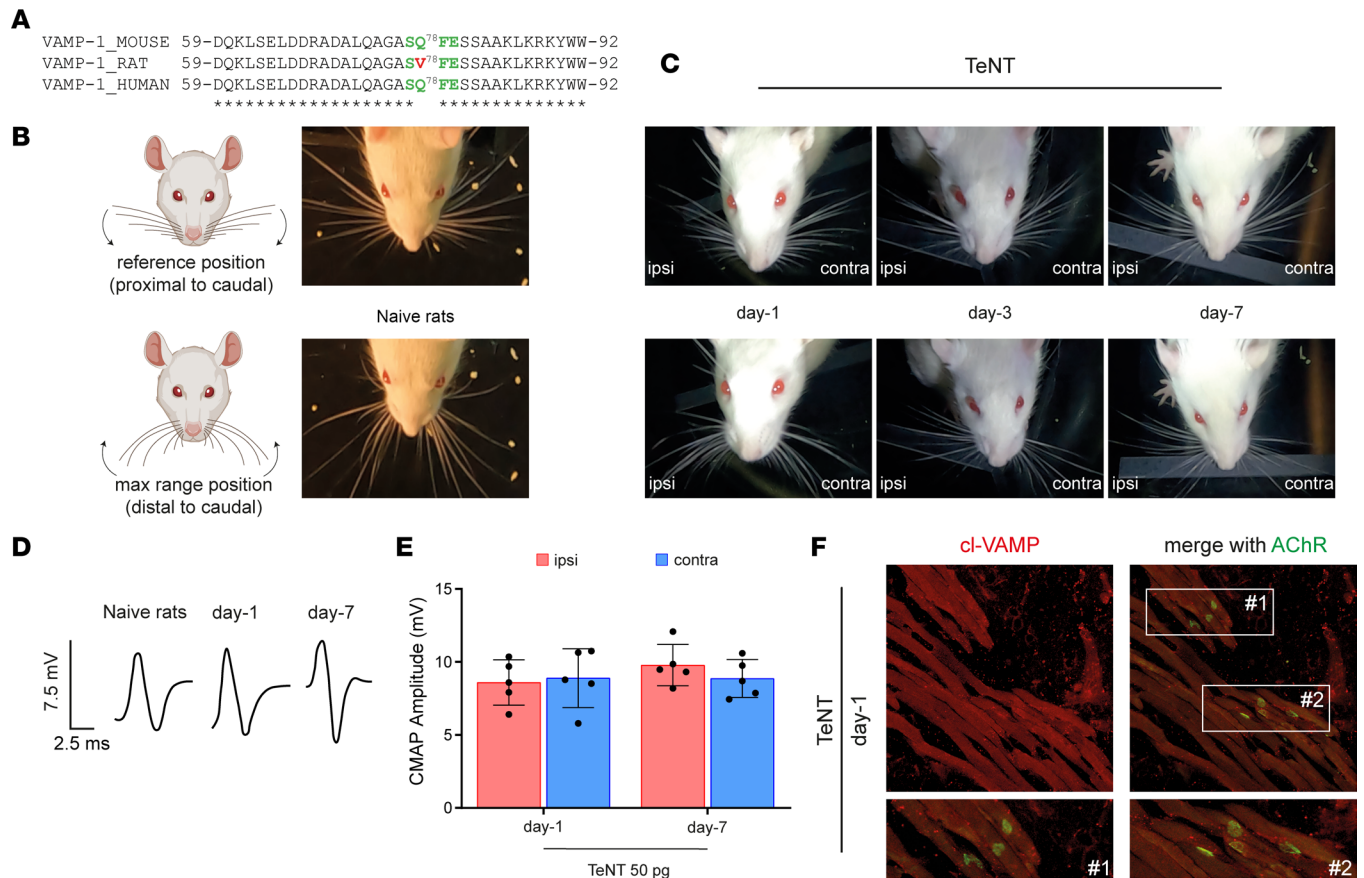 A
VAMP-1_MOUSE 59-DQKLSELDDRADALQAGASQ⁷⁸FESSAAKLKRKYWW-92
VAMP-1_RAT 59-DQKLSELDDRADALQAGASV⁷⁸FESSAAKLKRKYWW-92
VAMP-1_HUMAN 59-DQKLSELDDRADALQAGASQ⁷⁸FESSAAKLKRKYWW-92
******************* **************
B
reference position
(proximal to caudal)
Naive rats
max range position
(distal to caudal)
C
TeNT
ipsi contra ipsi contra ipsi contra
day-1 day-3 day-7
ipsi contra ipsi contra ipsi contra
D
Naive rats day-1 day-7
7.5 mV
2.5 ms
E
ipsi contra
CMAP Amplitude (mV)
15
10
5
0
day-1 day-7
TeNT 50 pg
F
cl-VAMP merge with AChR
TeNT
day-1
#1
#2
#1 #2